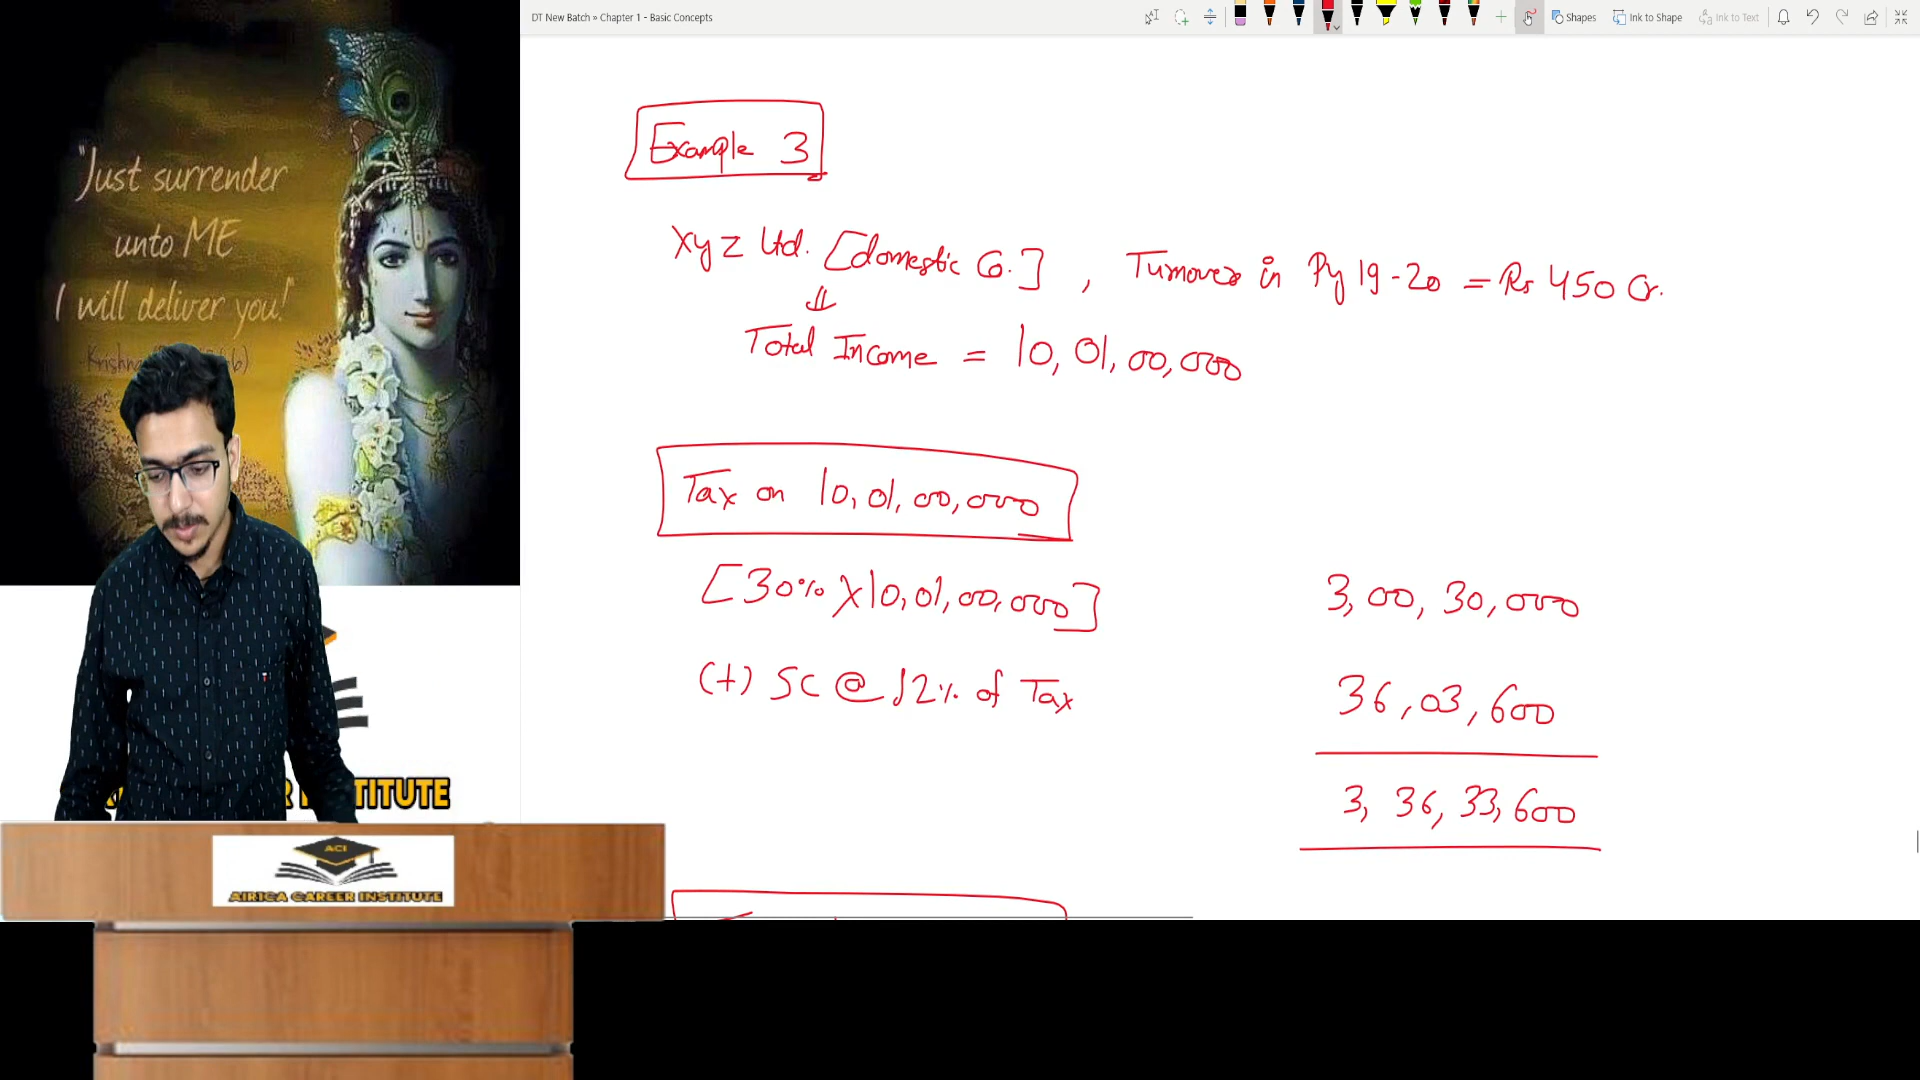 DT New Batch » Chapter 1 - Basic Concepts
Shapes
Ink to Shape
Ink to Text
"Just surrender
unto ME
I will deliver you!"
Example 3
XYZ Ltd. [domestic Co.] , Turnover in Py 19-20 = Rs 450 Cr.
Total Income = 10,01,00,000
Tax on 10,01,00,000
[30% X 10,01,00,000] 3,00,30,000
(+) SC @ 12% of Tax 36,03,600
3,36,33,600
TITUTE
ACI
AIRICA CAREER INSTITUTE